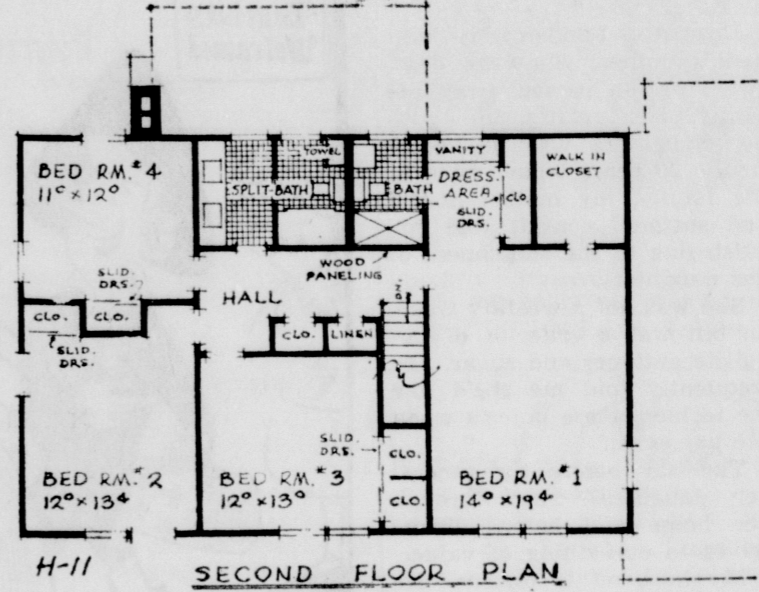 BED RM. #4
11⁰ × 12⁰
SPLIT-BATH
TOWEL
BATH
VANITY
DRESS.
AREA
SLID.
DRS.
CLO.
WALK IN
CLOSET
WOOD
PANELING
HALL
DN.
SLID.
DRS.
CLO.
CLO.
SLID.
DRS.
CLO.
LINEN
BED RM. #2
12⁰ × 13⁴
BED RM. #3
12⁰ × 13⁰
SLID.
DRS.
CLO.
CLO.
BED RM. #1
14⁰ × 19⁴
H-11
SECOND FLOOR PLAN